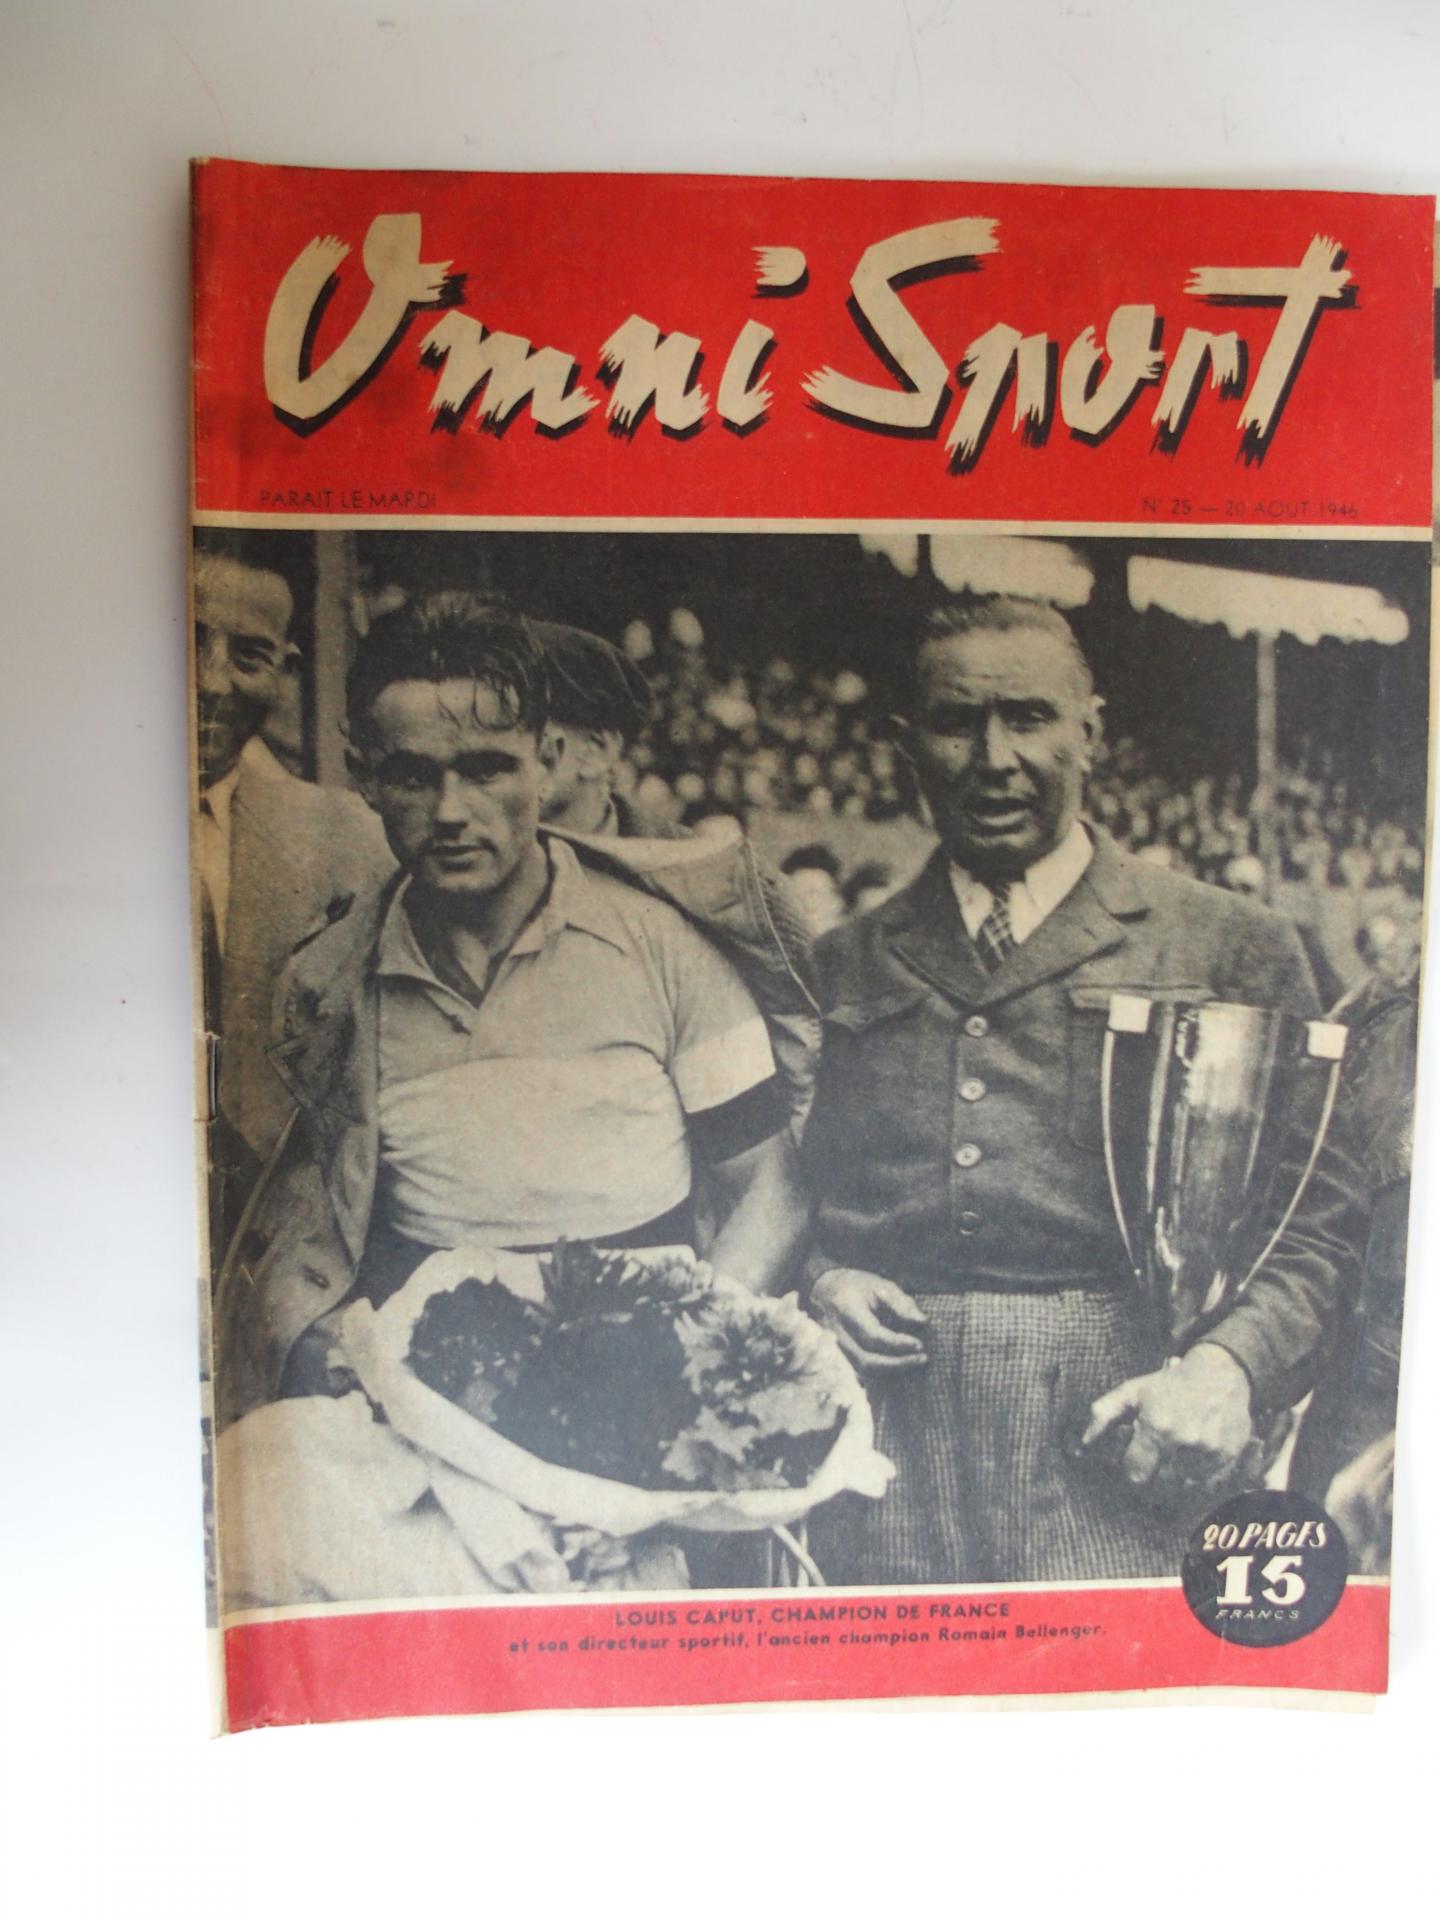 Omni Sport
PARAIT LE MARDI
N° 25 — 20 AOUT 1946
20 PAGES
15
FRANCS
LOUIS CAPUT, CHAMPION DE FRANCE
et son directeur sportif, l'ancien champion Romain Bellenger.